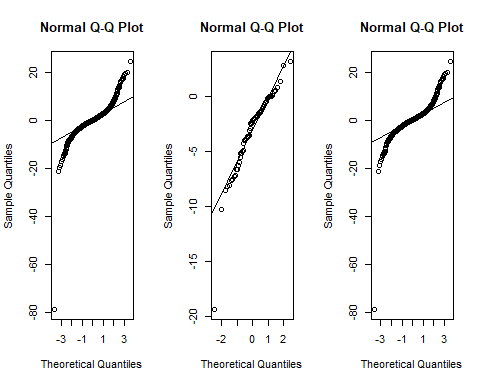 Normal Q-Q Plot Normal Q-Q Plot Normal Q-Q Plot
Sample Quantiles
20
0
-20
-40
-60
-80
-3 -1 1 3
Theoretical Quantiles
Sample Quantiles
0
-5
-10
-15
-20
-2 0 1 2
Theoretical Quantiles
Sample Quantiles
20
0
-20
-40
-60
-80
-3 -1 1 3
Theoretical Quantiles